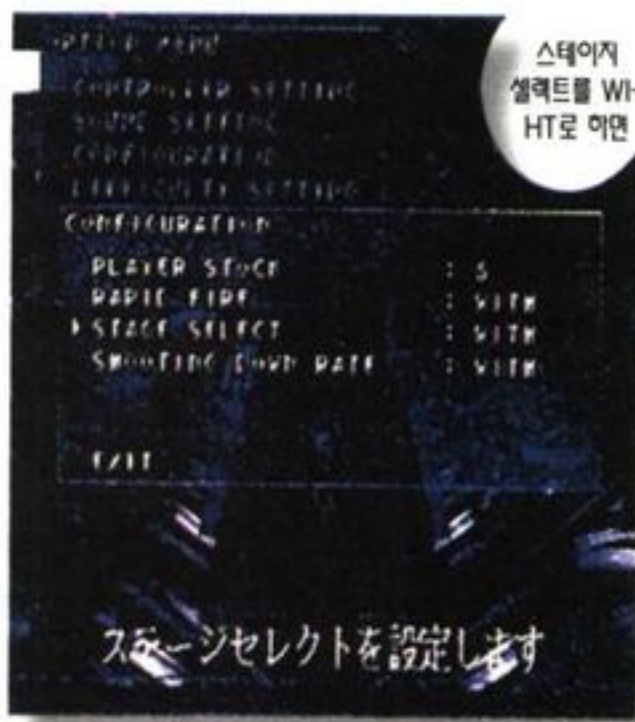 스테이지
셀렉트를 WI-
HT로 하면
OPTION MENU
CONTROLLER SETTING
SOUND SETTING
CONFIGURATION
DIFFICULTY SETTING
CONFIGURATION
PLAYER STOCK : 5
RAPID FIRE : WITH
STAGE SELECT : WITH
SHOOTING DOWN RATE : WITH
EXIT
ステージセレクトを設定します